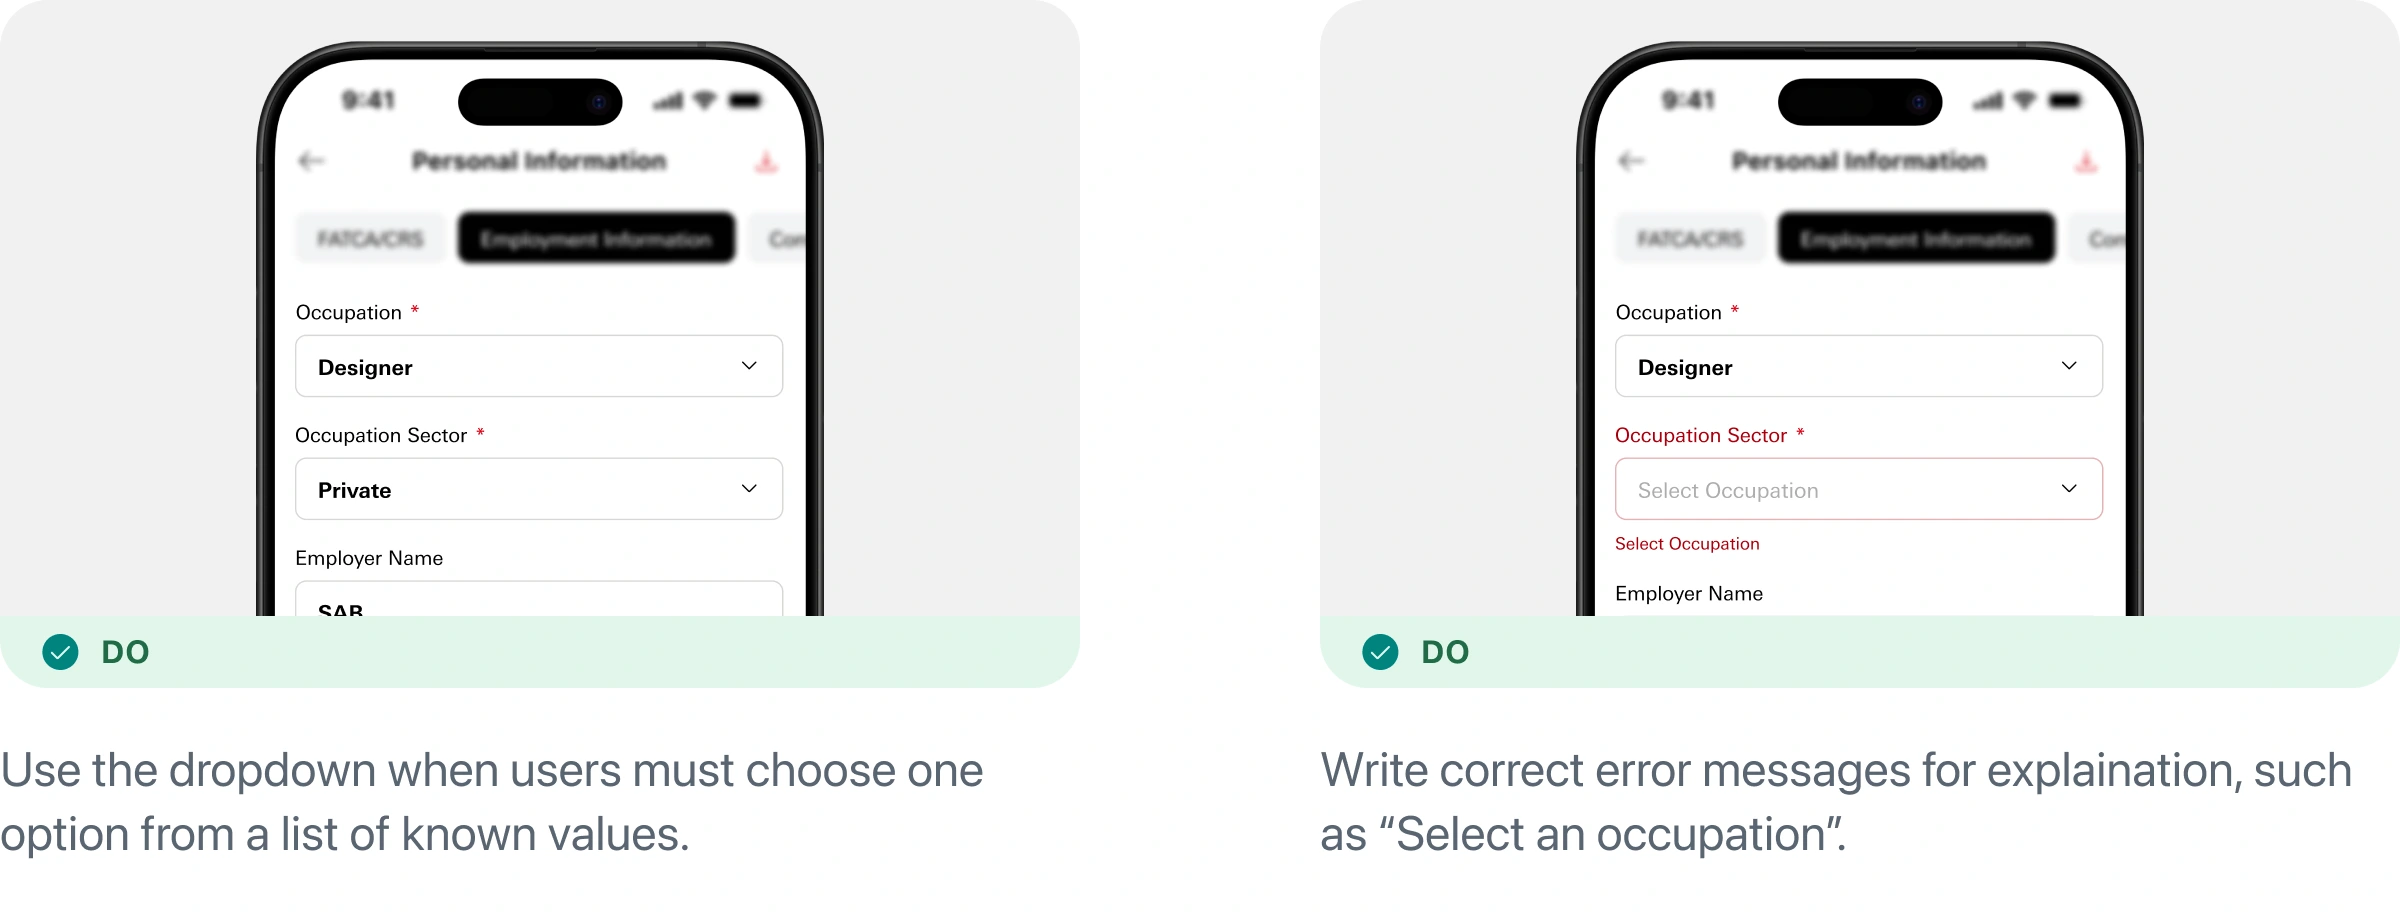 9:41
Personal Information
FATCA/CRS Employment Information Con
Occupation *
Designer
Occupation Sector *
Private
Employer Name
SAB
DO
Use the dropdown when users must choose one
option from a list of known values.
9:41
Personal Information
FATCA/CRS Employment Information Con
Occupation *
Designer
Occupation Sector *
Select Occupation
Select Occupation
Employer Name
DO
Write correct error messages for explaination, such
as “Select an occupation”.